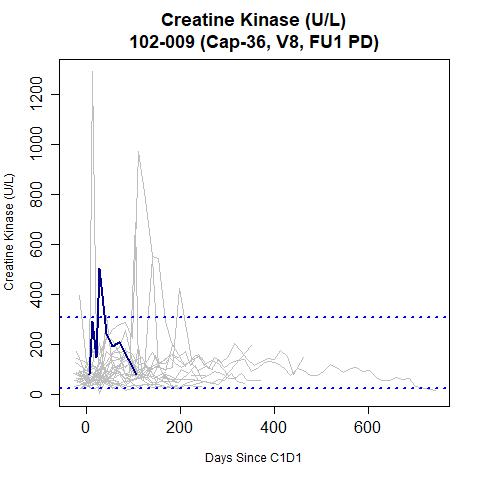 Creatine Kinase (U/L)
102-009 (Cap-36, V8, FU1 PD)
Creatine Kinase (U/L)
1200
1000
800
600
400
200
0
0 200 400 600
Days Since C1D1